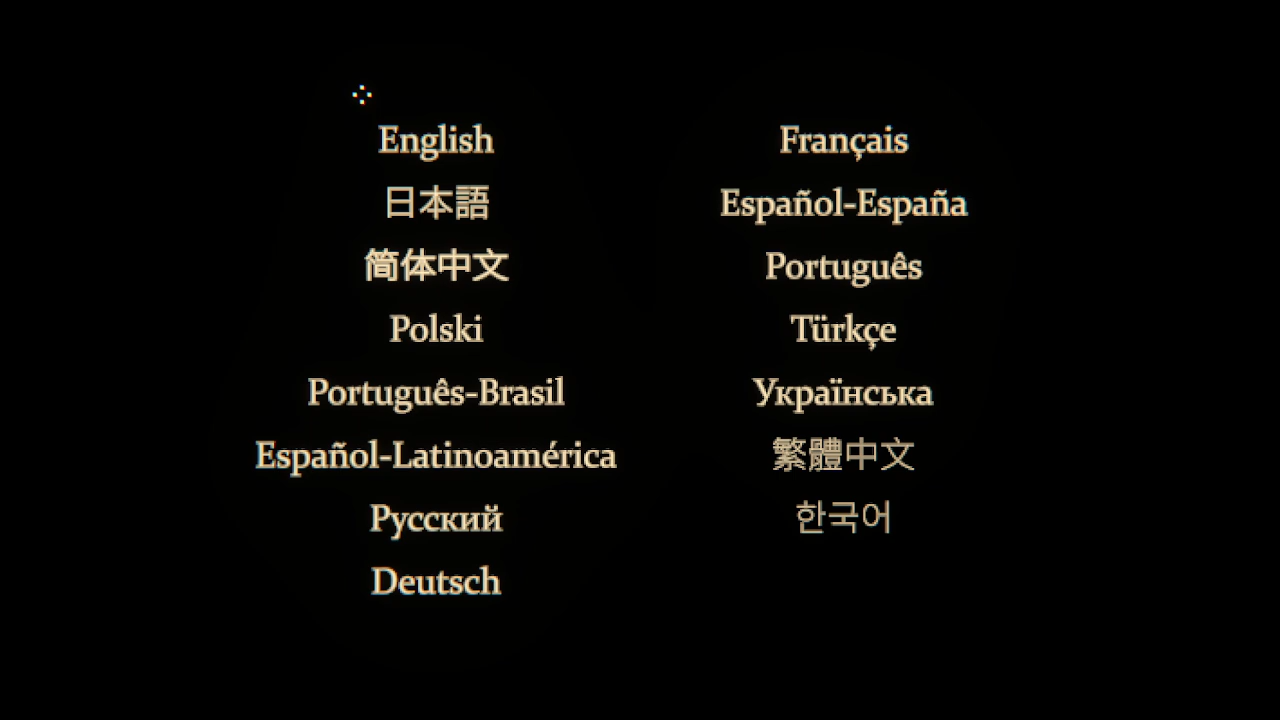 English
日本語
简体中文
Polski
Português-Brasil
Español-Latinoamérica
Русский
Deutsch
Français
Español-España
Português
Türkçe
Українська
繁體中文
한국어